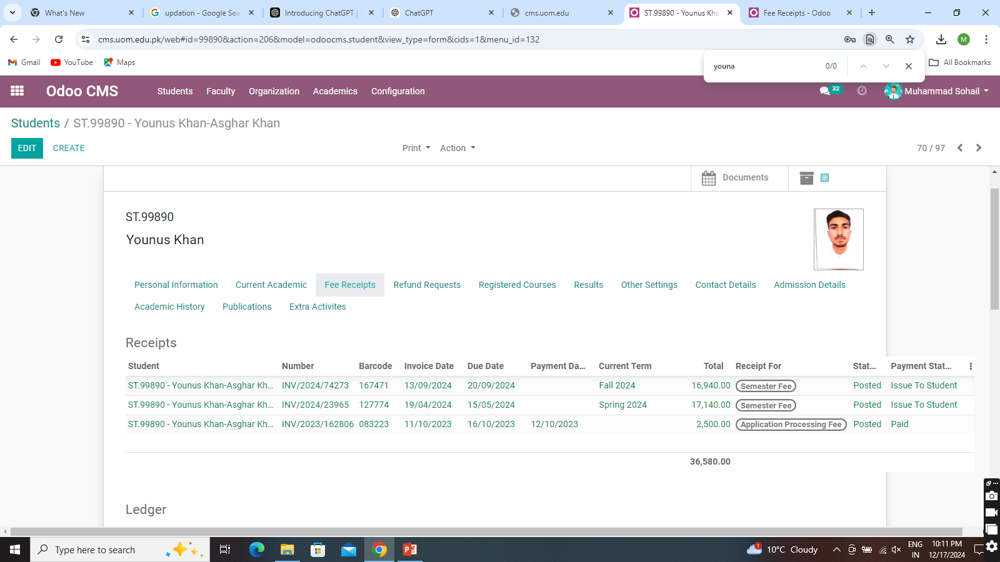 What's New
updation - Google Sea
Introducing ChatGPT |
ChatGPT
cms.uom.edu
ST.99890 - Younus Kha
Fee Receipts - Odoo
cms.uom.edu.pk/web#id=99890&action=206&model=odoocms.student&view_type=form&cids=1&menu_id=132
M
Gmail
YouTube
Maps
All Bookmarks
youna 0/0
Odoo CMS Students Faculty Organization Academics Configuration 32 Muhammad Sohail
Students / ST.99890 - Younus Khan-Asghar Khan
EDIT CREATE Print Action 70 / 97
Documents
ST.99890
Younus Khan
Personal Information Current Academic Fee Receipts Refund Requests Registered Courses Results Other Settings Contact Details Admission Details
Academic History Publications Extra Activites
Receipts
Student Number Barcode Invoice Date Due Date Payment Da... Current Term Total Receipt For Stat... Payment Stat...
ST.99890 - Younus Khan-Asghar Kh... INV/2024/74273 167471 13/09/2024 20/09/2024 Fall 2024 16,940.00 Semester Fee Posted Issue To Student
ST.99890 - Younus Khan-Asghar Kh... INV/2024/23965 127774 19/04/2024 15/05/2024 Spring 2024 17,140.00 Semester Fee Posted Issue To Student
ST.99890 - Younus Khan-Asghar Kh... INV/2023/162806 083223 11/10/2023 16/10/2023 12/10/2023 2,500.00 Application Processing Fee Posted Paid
36,580.00
Ledger
Type here to search
1
10°C Cloudy
ENG
IN
10:11 PM
12/17/2024